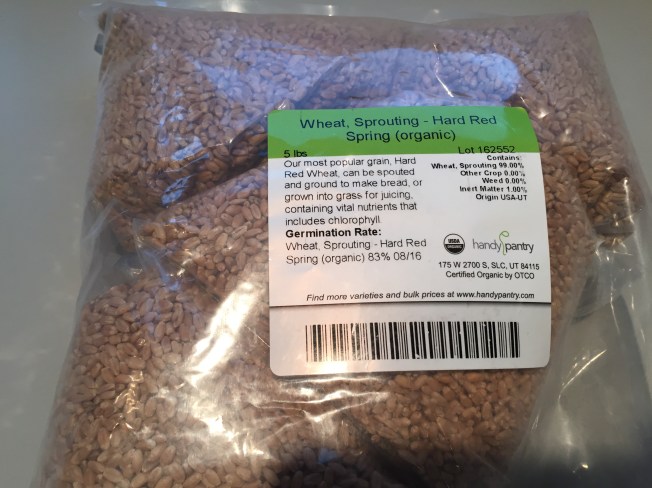 Wheat, Sprouting - Hard Red
Spring (organic)
5 lbs
Lot 162552
Our most popular grain, Hard
Red Wheat, can be spouted
and ground to make bread, or
grown into grass for juicing,
containing vital nutrients that
includes chlorophyll.
Germination Rate:
Wheat, Sprouting - Hard Red
Spring (organic) 83% 08/16
Contains:
Wheat, Sprouting 99.00%
Other Crop 0.00%
Weed 0.00%
Inert Matter 1.00%
Origin USA-UT
USDA
ORGANIC
handy pantry
175 W 2700 S, SLC, UT 84115
Certified Organic by OTCO
Find more varieties and bulk prices at www.handypantry.com